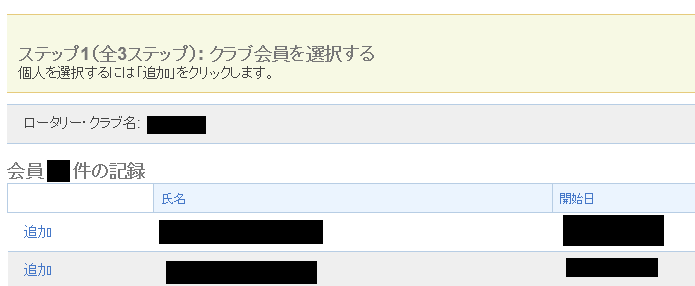 ステップ1(全3ステップ): クラブ会員を選択する
個人を選択するには「追加」をクリックします。
ロータリー・クラブ名:
会員 件の記録
氏名 開始日
追加
追加